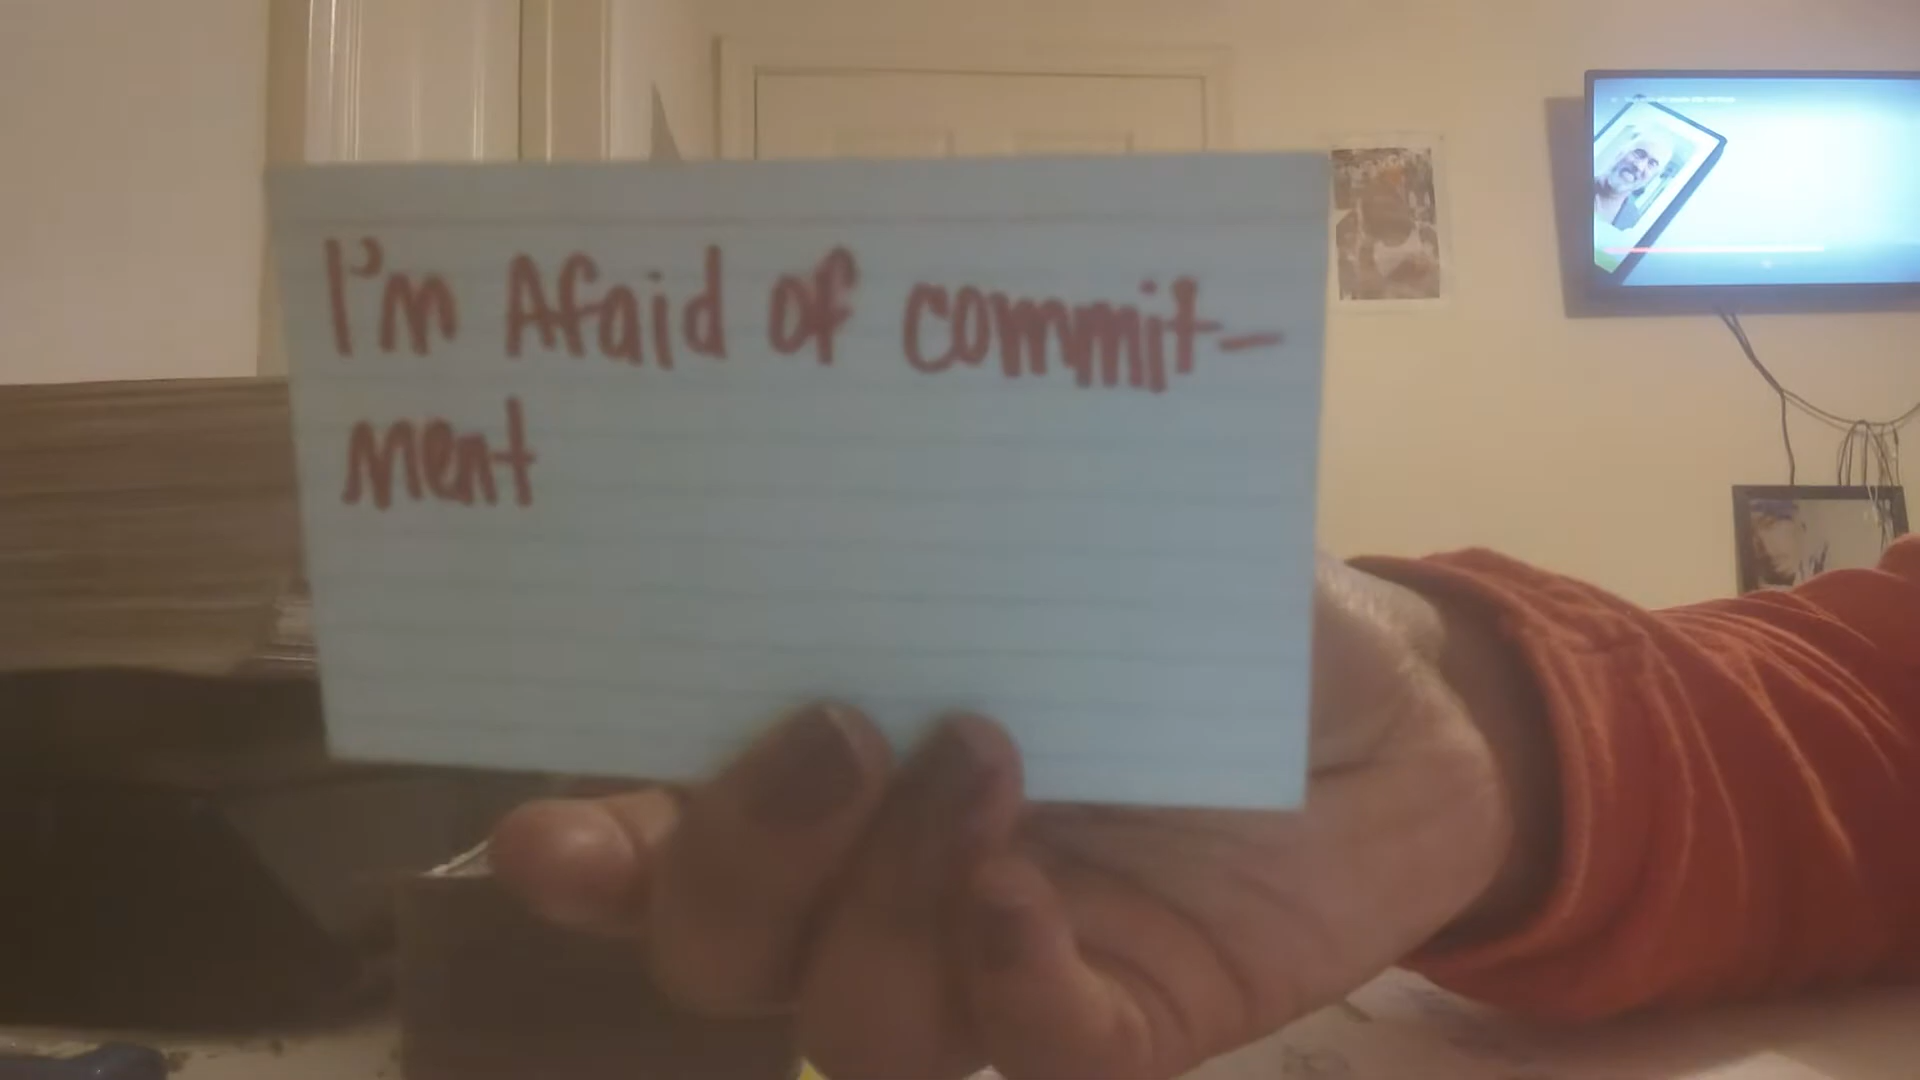 I'm Afaid of commit-
ment